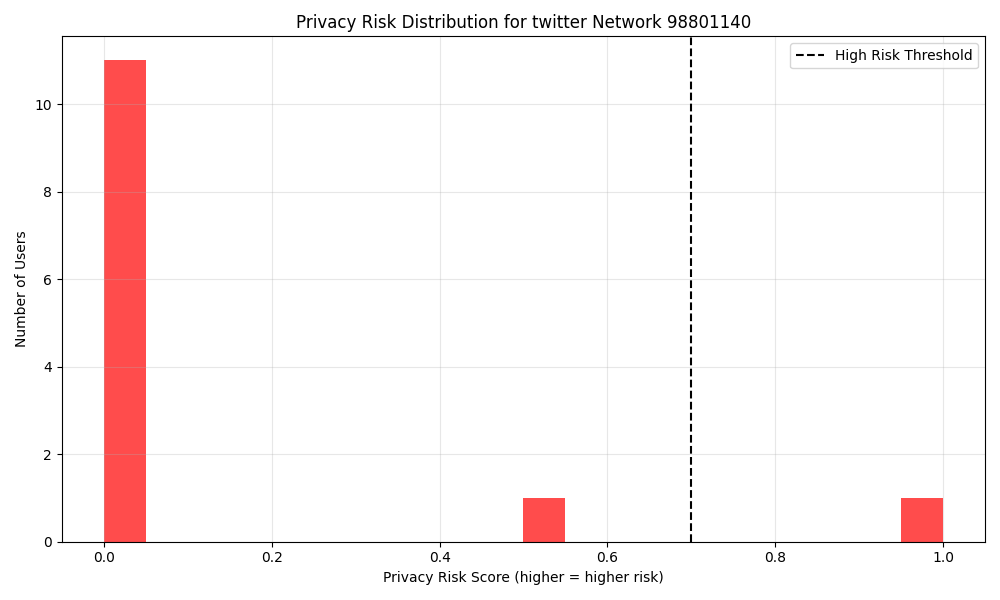 Privacy Risk Distribution for twitter Network 98801140
High Risk Threshold
Number of Users
10
8
6
4
2
0
0.0 0.2 0.4 0.6 0.8 1.0
Privacy Risk Score (higher = higher risk)